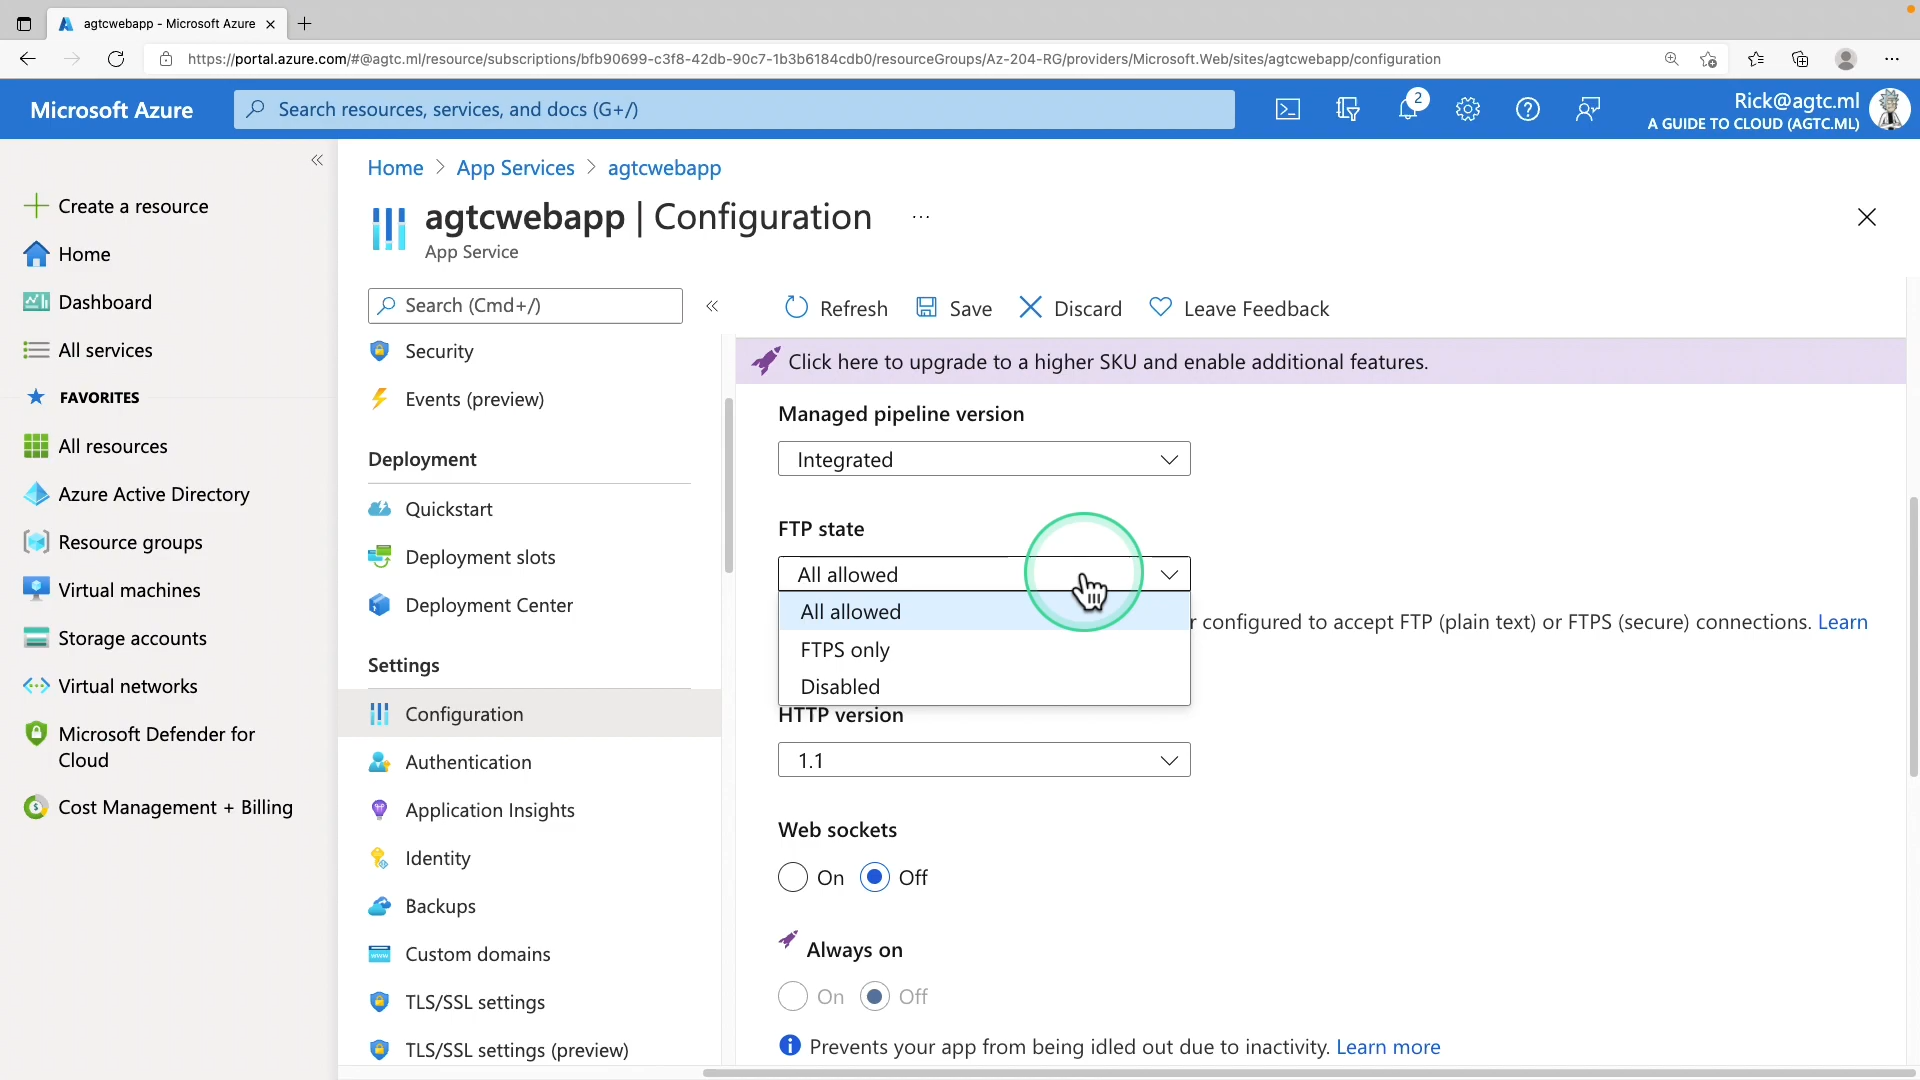 agtcwebapp - Microsoft Azure
https://portal.azure.com/#@agtc.ml/resource/subscriptions/bfb90699-c3f8-42db-90c7-1b3b6184cdb0/resourceGroups/Az-204-RG/providers/Microsoft.Web/sites/agtcwebapp/configuration
Microsoft Azure
Search resources, services, and docs (G+/)
2
Rick@agtc.ml
A GUIDE TO CLOUD (AGTC.ML)
Create a resource
Home
Dashboard
All services
FAVORITES
All resources
Azure Active Directory
Resource groups
Virtual machines
Storage accounts
Virtual networks
Microsoft Defender for
Cloud
Cost Management + Billing
Home > App Services > agtcwebapp
agtcwebapp | Configuration ...
App Service
Search (Cmd+/)
Security
Events (preview)
Deployment
Quickstart
Deployment slots
Deployment Center
Settings
Configuration
Authentication
Application Insights
Identity
Backups
Custom domains
TLS/SSL settings
TLS/SSL settings (preview)
Refresh Save Discard Leave Feedback
Click here to upgrade to a higher SKU and enable additional features.
Managed pipeline version
Integrated
FTP state
All allowed
All allowed
FTPS only
Disabled
r configured to accept FTP (plain text) or FTPS (secure) connections. Learn
HTTP version
1.1
Web sockets
On Off
Always on
On Off
Prevents your app from being idled out due to inactivity. Learn more